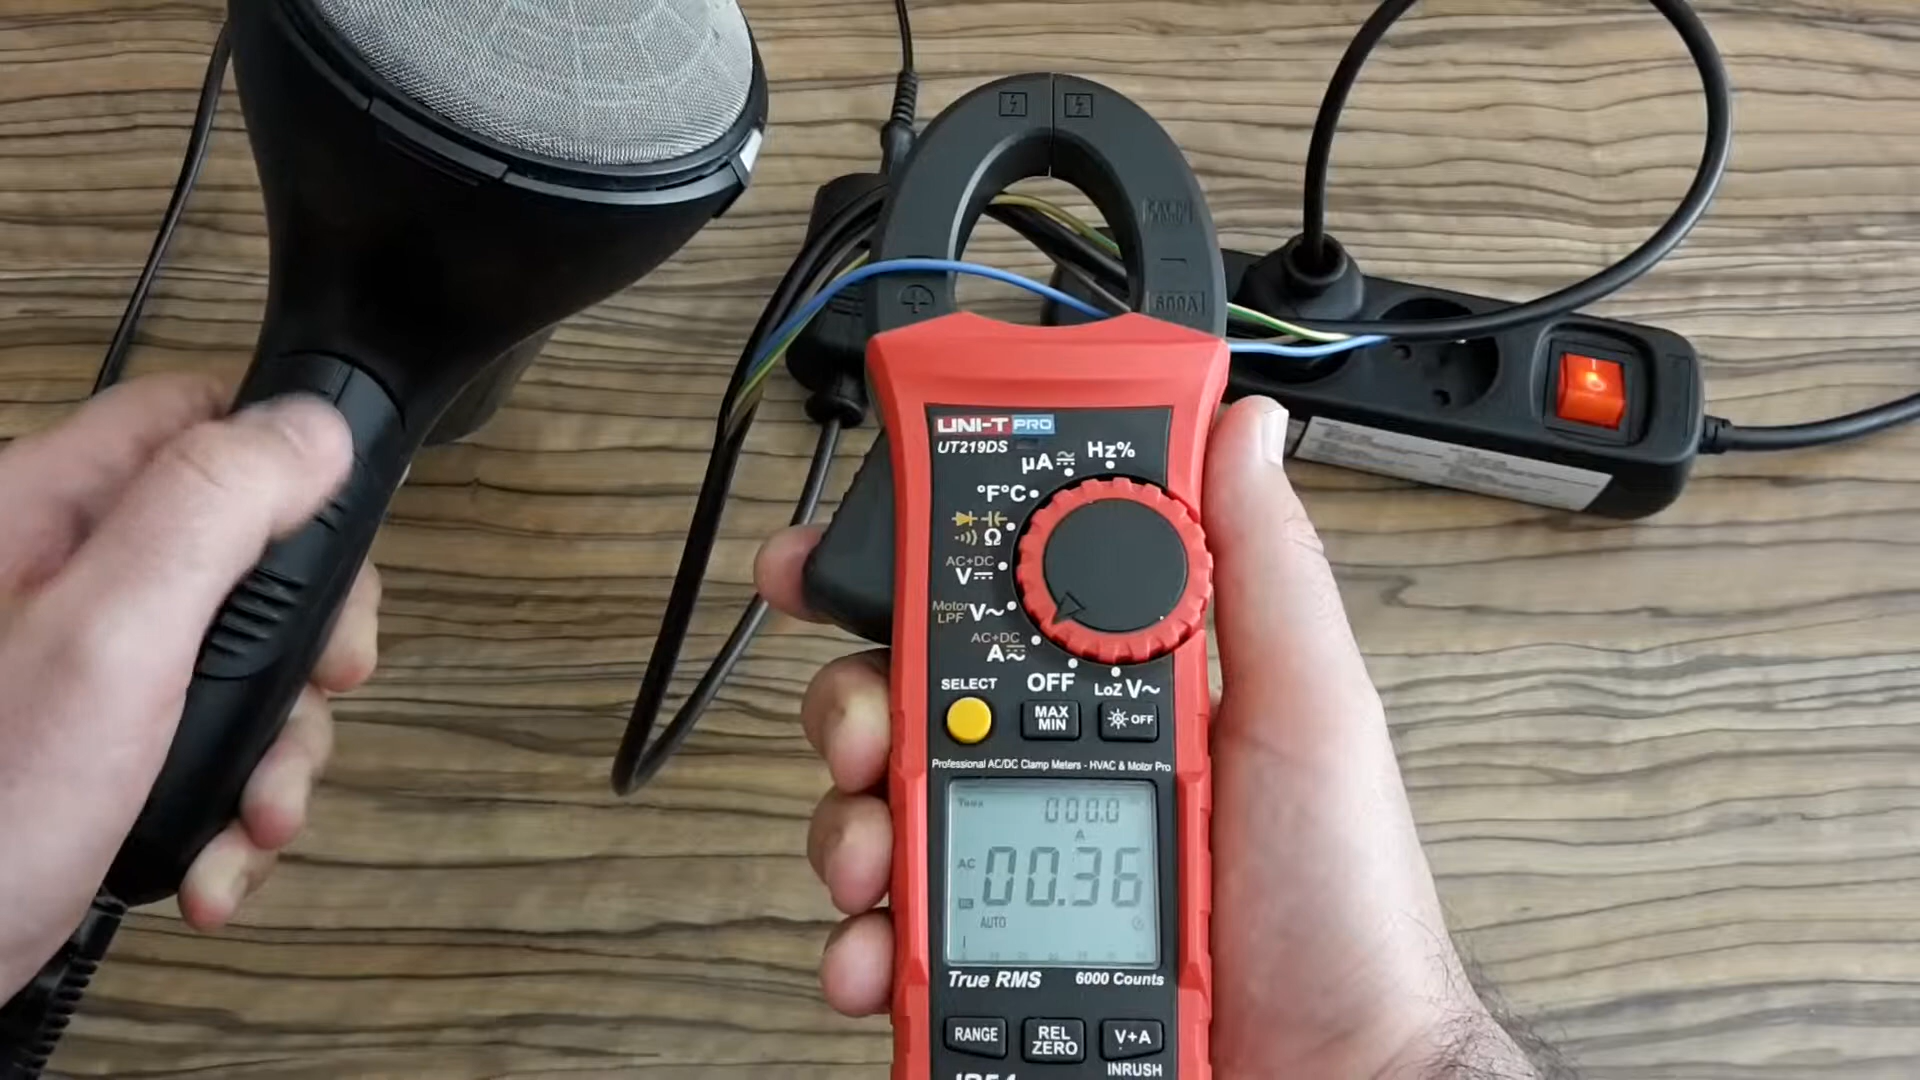 600A
UNI-T PRO
UT219DS
µA Hz%
°F°C
Ω
AC+DC
V
Motor
LPF V~
AC+DC
A
SELECT OFF LoZ V~
MAX
MIN
OFF
Professional AC/DC Clamp Meters - HVAC & Motor Pro
000.0
A
AC 00.36
AUTO
True RMS 6000 Counts
RANGE REL
ZERO V+A
INRUSH